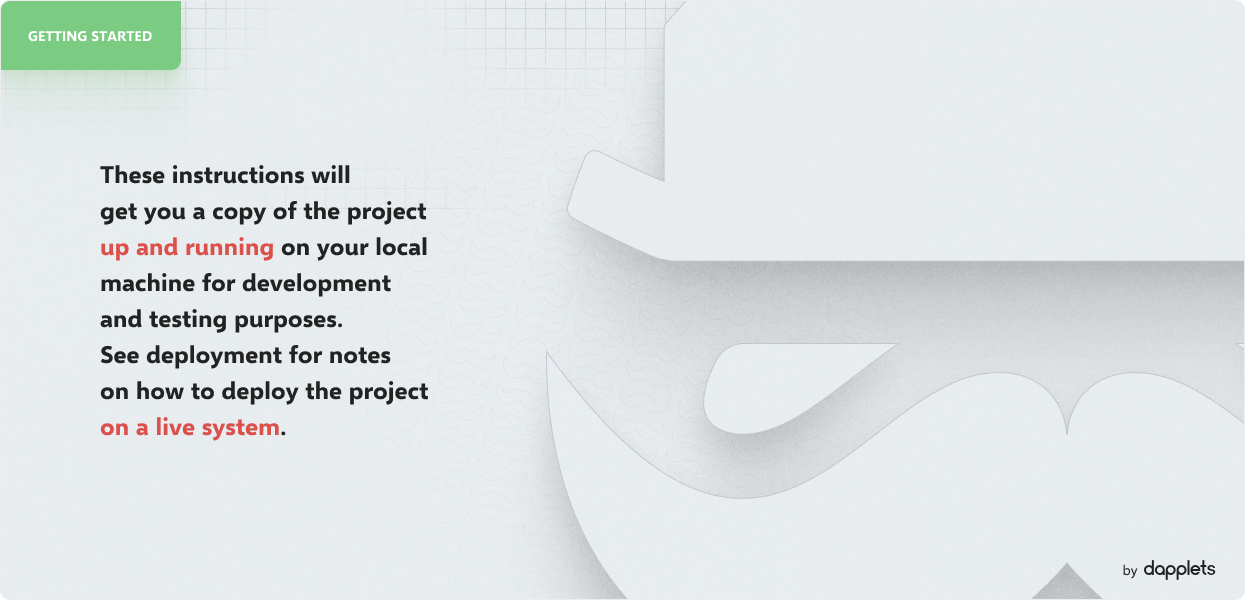 GETTING STARTED
These instructions will
get you a copy of the project
up and running on your local
machine for development
and testing purposes.
See deployment for notes
on how to deploy the project
on a live system.
by dapplets